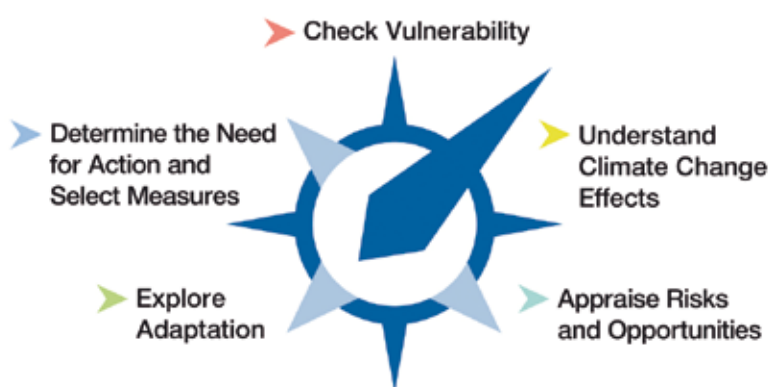 Check Vulnerability
Understand
Climate Change
Effects
Appraise Risks
and Opportunities
Explore
Adaptation
Determine the Need
for Action and
Select Measures